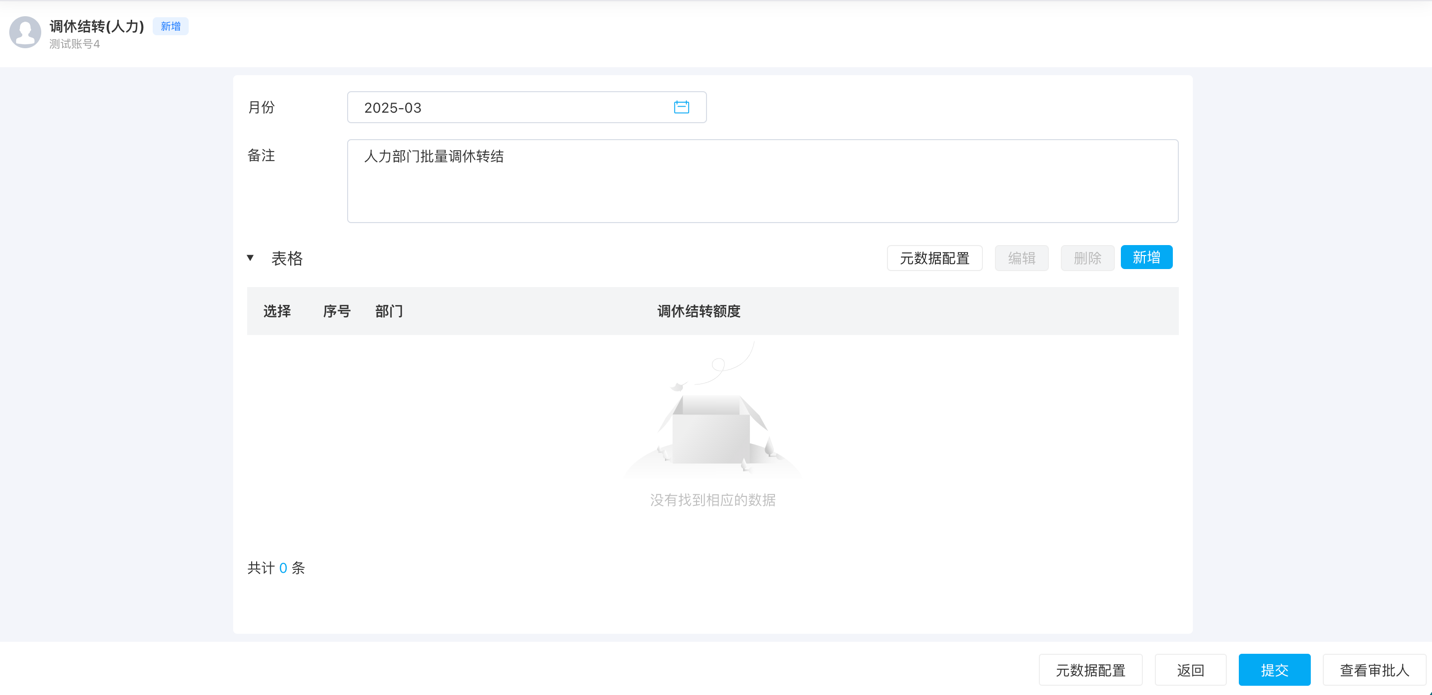 调休结转(人力) 新增
测试账号4
月份 2025-03
备注 人力部门批量调休转结
表格 元数据配置 编辑 删除 新增
选择 序号 部门 调休结转额度
没有找到相应的数据
共计 0 条
元数据配置 返回 提交 查看审批人